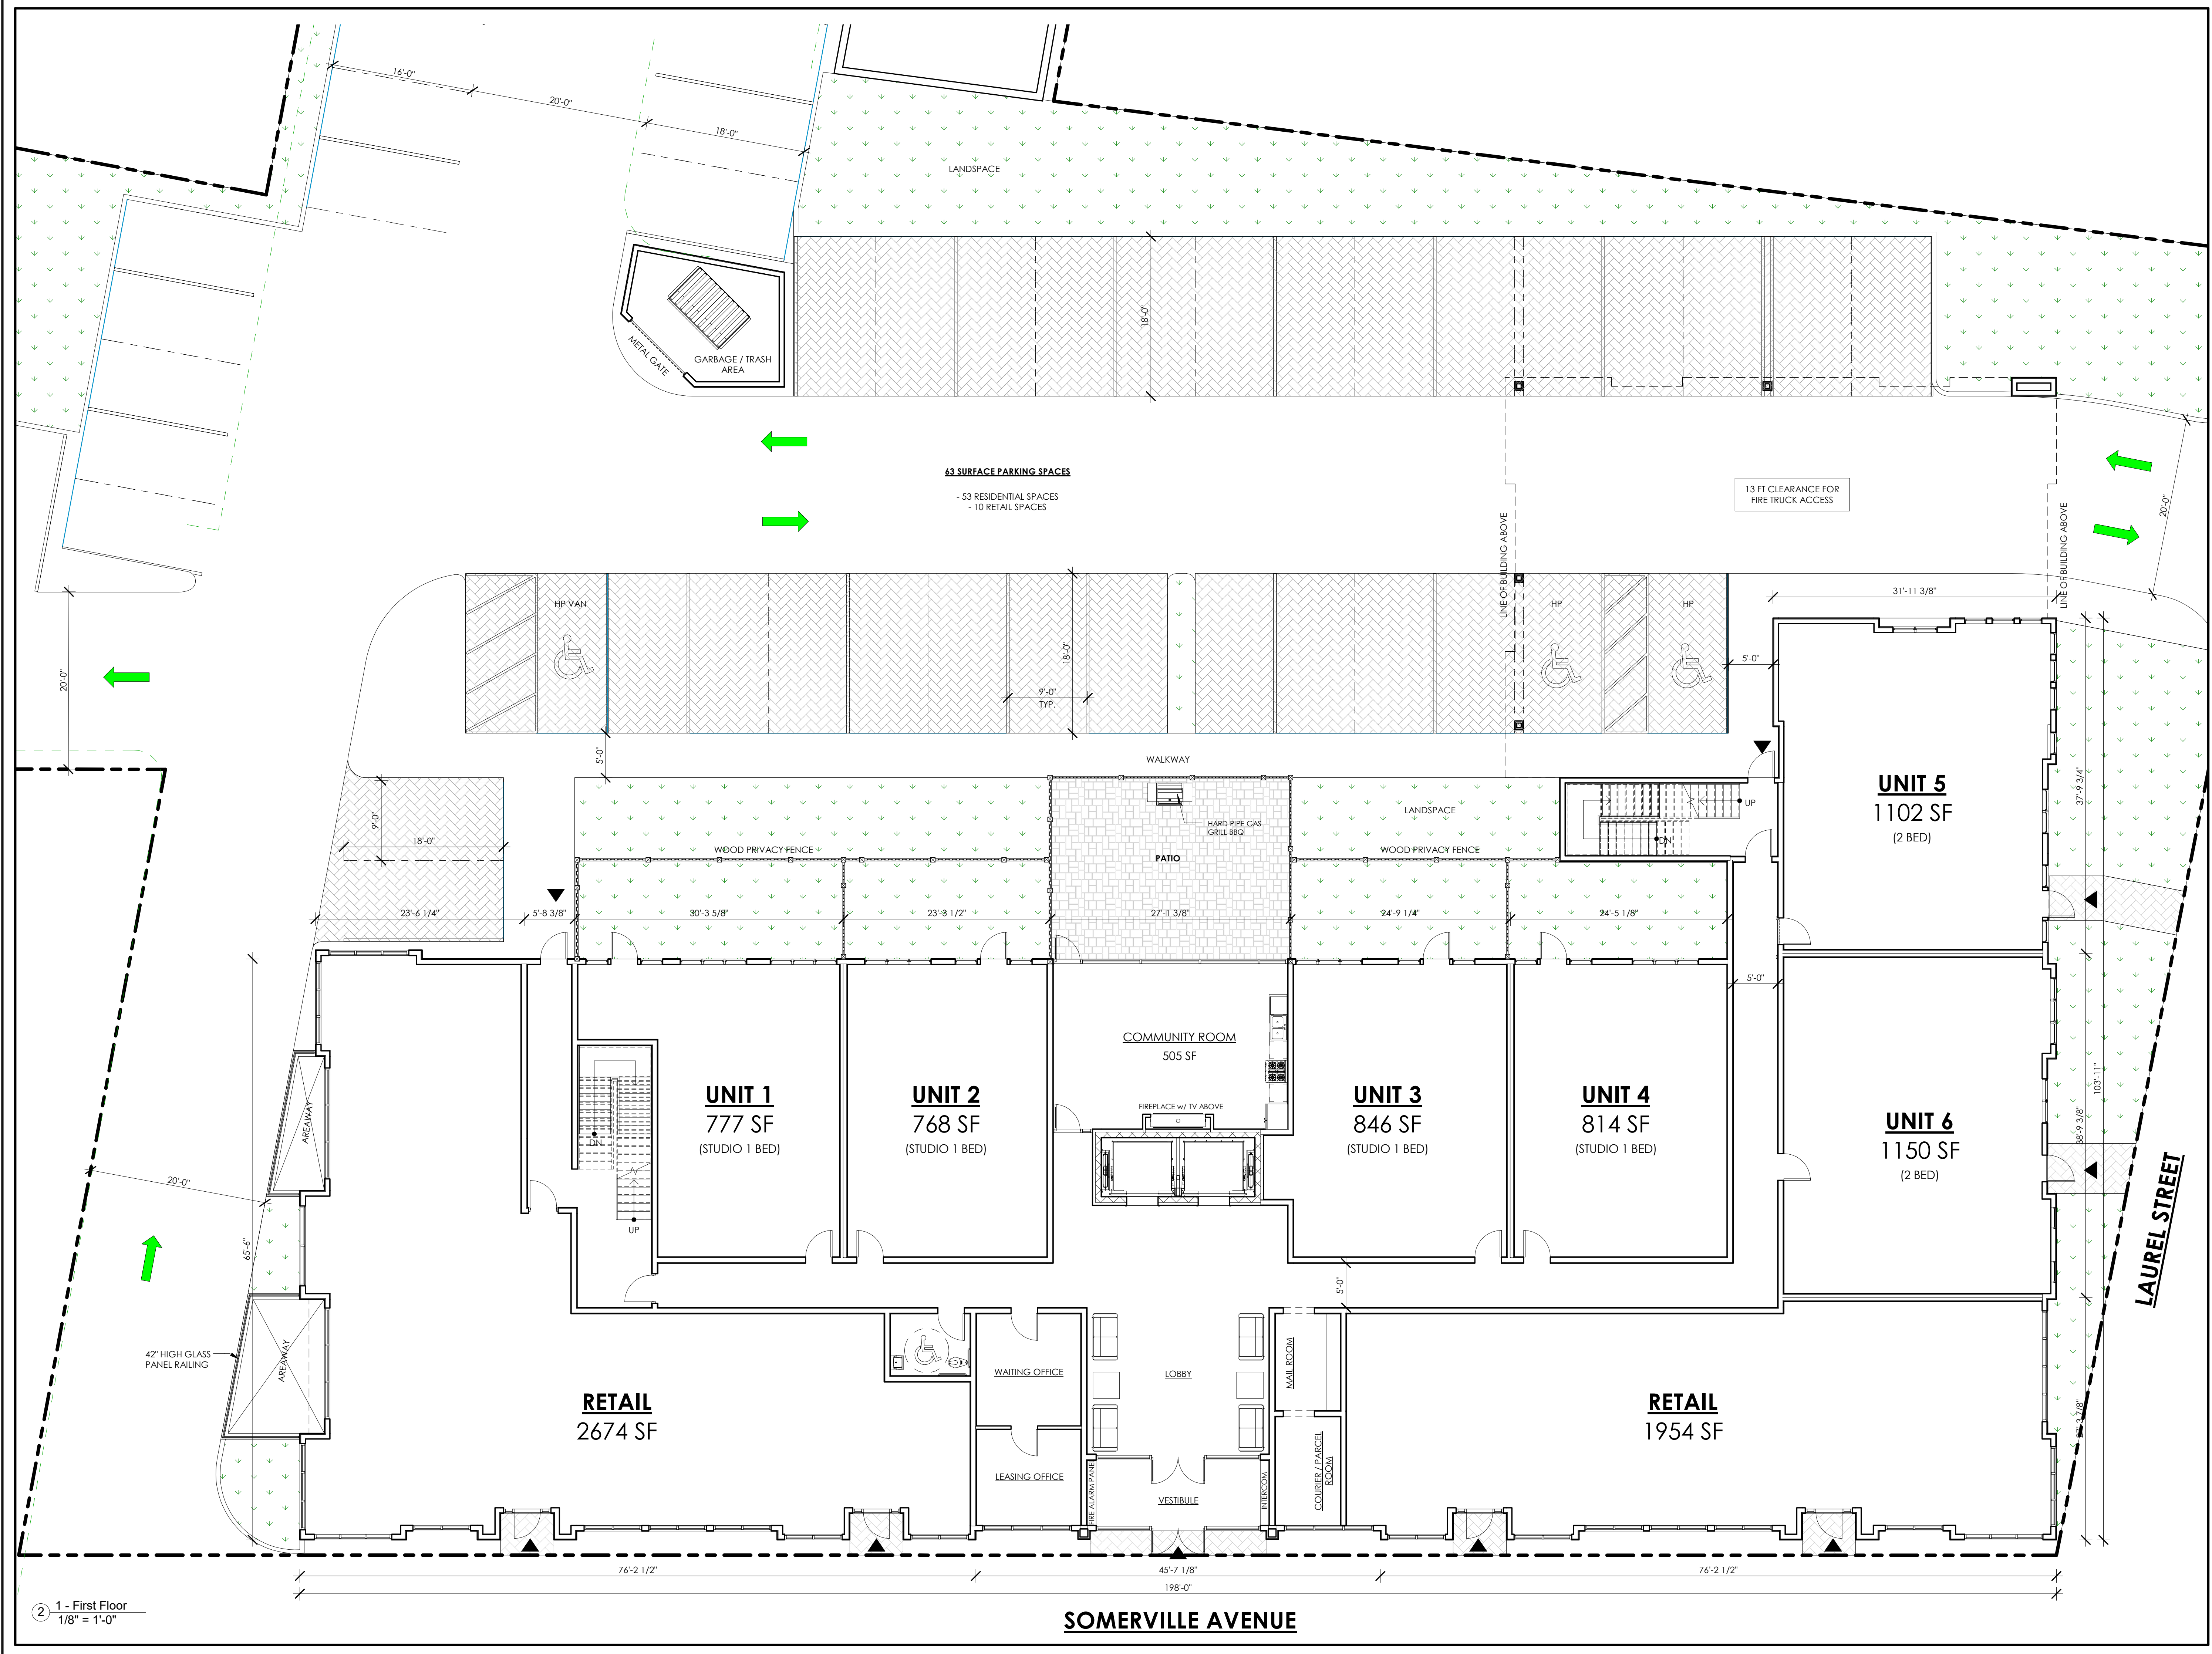 16'-0"
20'-0"
18'-0"
LANDSPACE
18'-0"
METAL GATE
GARBAGE / TRASH
AREA
63 SURFACE PARKING SPACES
- 53 RESIDENTIAL SPACES
- 10 RETAIL SPACES
13 FT CLEARANCE FOR
FIRE TRUCK ACCESS
20'-0"
LINE OF BUILDING ABOVE
LINE OF BUILDING ABOVE
31'-11 3/8"
HP VAN
HP
HP
20'-0"
18'-0"
9'-0"
TYP.
5'-0"
5'-0"
WALKWAY
9'-0"
18'-0"
HARD PIPE GAS
GRILL BBQ
LANDSPACE
UP
DN
WOOD PRIVACY FENCE
PATIO
WOOD PRIVACY FENCE
UNIT 5
1102 SF
(2 BED)
37'-9 3/4"
23'-6 1/4"
5'-8 3/8"
30'-3 5/8"
23'-3 1/2"
27'-1 3/8"
24'-9 1/4"
24'-5 1/8"
5'-0"
COMMUNITY ROOM
505 SF
FIREPLACE w/ TV ABOVE
UNIT 1
777 SF
(STUDIO 1 BED)
UNIT 2
768 SF
(STUDIO 1 BED)
UNIT 3
846 SF
(STUDIO 1 BED)
UNIT 4
814 SF
(STUDIO 1 BED)
UNIT 6
1150 SF
(2 BED)
103'-11"
38'-9 3/8"
AREAWAY
DN
UP
20'-0"
65'-6"
5'-0"
LAUREL STREET
42" HIGH GLASS
PANEL RAILING
AREAWAY
WAITING OFFICE
LOBBY
MAIL ROOM
RETAIL
2674 SF
RETAIL
1954 SF
LEASING OFFICE
FIRE ALARM PANEL
VESTIBULE
INTERCOM
COURIER / PARCEL
ROOM
76'-2 1/2"
45'-7 1/8"
76'-2 1/2"
198'-0"
2
1 - First Floor
1/8" = 1'-0"
SOMERVILLE AVENUE